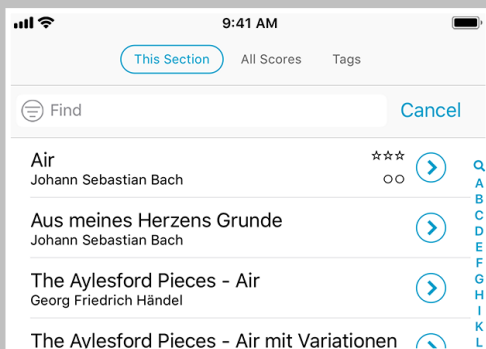 9:41 AM
This Section All Scores Tags
Find Cancel
Air
Johann Sebastian Bach
Aus meines Herzens Grunde
Johann Sebastian Bach
The Aylesford Pieces - Air
Georg Friedrich Händel
The Aylesford Pieces - Air mit Variationen
A
B
C
D
E
F
G
H
I
K
L